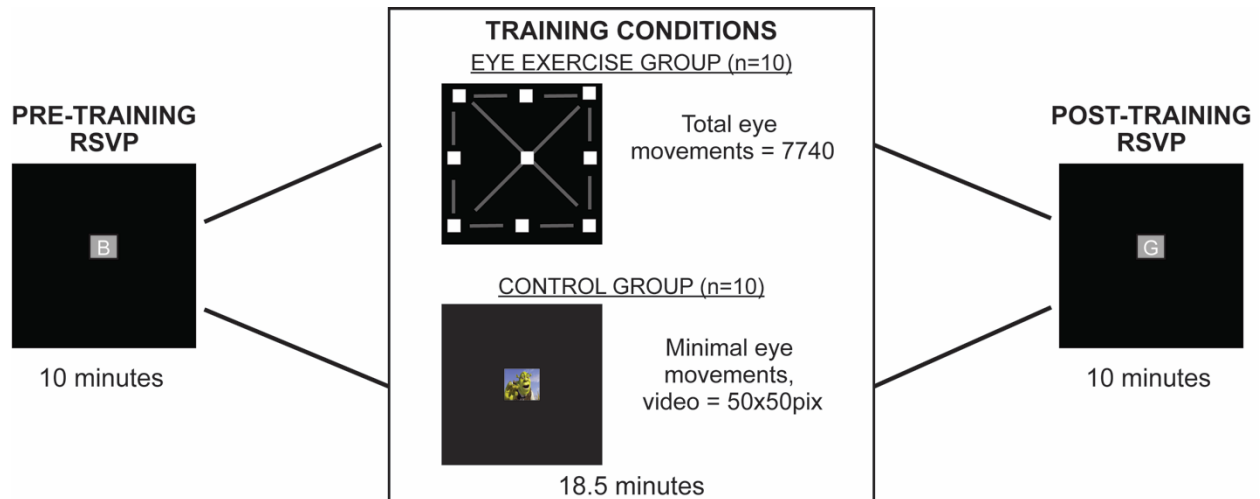 PRE-TRAINING
RSVP
B
10 minutes
TRAINING CONDITIONS
EYE EXERCISE GROUP (n=10)
Total eye
movements = 7740
CONTROL GROUP (n=10)
Minimal eye
movements,
video = 50x50pix
18.5 minutes
POST-TRAINING
RSVP
G
10 minutes